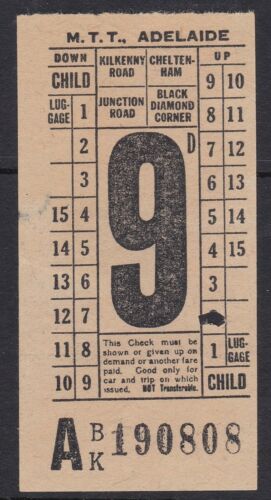 M. T. T., ADELAIDE
DOWN
KILKENNY ROAD
CHELTEN-HAM
UP
CHILD
9 10
LUG-GAGE 1
JUNCTION ROAD
BLACK DIAMOND CORNER
8 11
2
9D
7 12
3
6 13
15 4
5 14
14 5
4 15
13 6
3
12 7
11 8
This Check must be
shown or given up on
demand or another fare
paid. Good only for
car and trip on which
issued. NOT Transferable.
1 LUG-GAGE
10 9
CHILD
A BK 190808